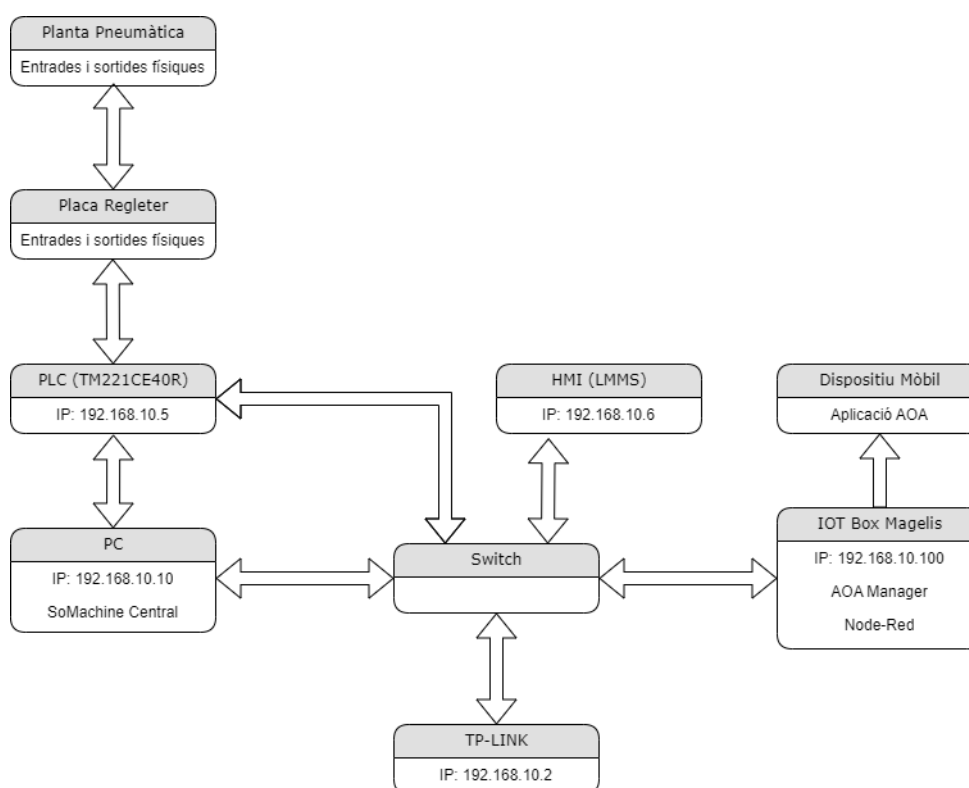 Planta Pneumàtica
Entrades i sortides físiques
Placa Regleter
Entrades i sortides físiques
PLC (TM221CE40R)
IP: 192.168.10.5
HMI (LMMS)
IP: 192.168.10.6
Dispositiu Mòbil
Aplicació AOA
PC
IP: 192.168.10.10
SoMachine Central
Switch
IOT Box Magelis
IP: 192.168.10.100
AOA Manager
Node-Red
TP-LINK
IP: 192.168.10.2